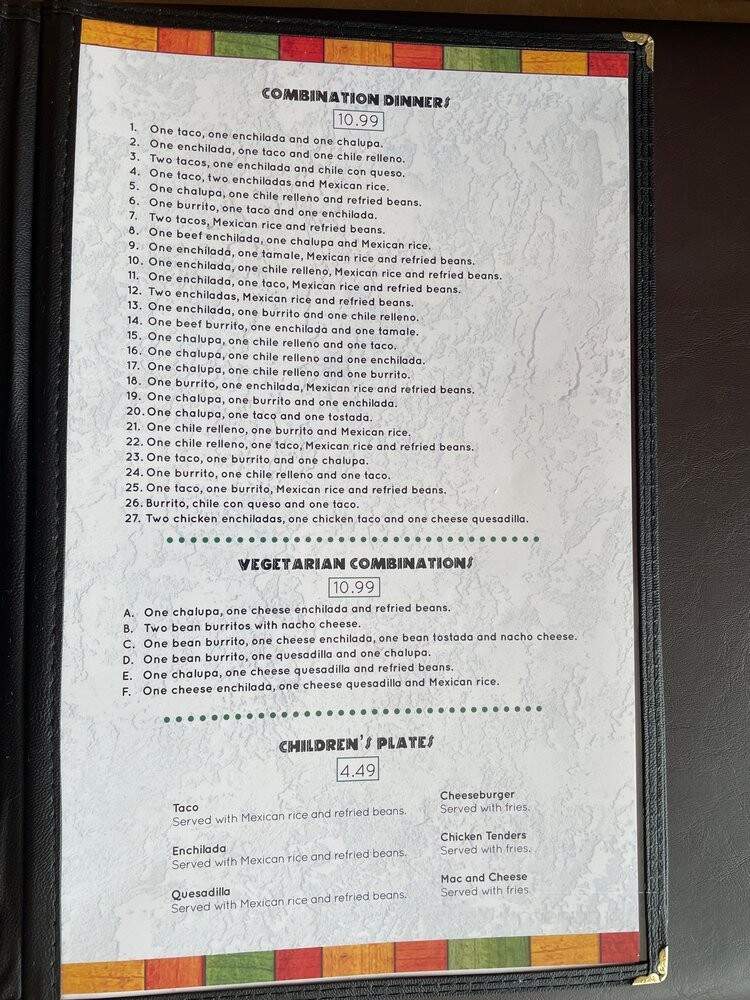 COMBINATION DINNERS
10.99
1. One taco, one enchilada and one chalupa.
2. One enchilada, one taco and one chile relleno.
3. Two tacos, one enchilada and chile con queso.
4. One taco, two enchiladas and Mexican rice.
5. One chalupa, one chile relleno and refried beans.
6. One burrito, one taco and one enchilada.
7. Two tacos, Mexican rice and refried beans.
8. One beef enchilada, one chalupa and Mexican rice.
9. One enchilada, one tamale, Mexican rice and refried beans.
10. One enchilada, one chile relleno, Mexican rice and refried beans.
11. One enchilada, one taco, Mexican rice and refried beans.
12. Two enchiladas, Mexican rice and refried beans.
13. One enchilada, one burrito and one chile relleno.
14. One beef burrito, one enchilada and one tamale.
15. One chalupa, one chile relleno and one taco.
16. One chalupa, one chile relleno and one enchilada.
17. One chalupa, one chile relleno and one burrito.
18. One burrito, one enchilada, Mexican rice and refried beans.
19. One chalupa, one burrito and one enchilada.
20. One chalupa, one taco and one tostada.
21. One chile relleno, one burrito and Mexican rice.
22. One chile relleno, one taco, Mexican rice and refried beans.
23. One taco, one burrito and one chalupa.
24. One burrito, one chile relleno and one taco.
25. One taco, one burrito, Mexican rice and refried beans.
26. Burrito, chile con queso and one taco.
27. Two chicken enchiladas, one chicken taco and one cheese quesadilla.
VEGETARIAN COMBINATIONS
10.99
A. One chalupa, one cheese enchilada and refried beans.
B. Two bean burritos with nacho cheese.
C. One bean burrito, one cheese enchilada, one bean tostada and nacho cheese.
D. One bean burrito, one quesadilla and one chalupa.
E. One chalupa, one cheese quesadilla and refried beans.
F. One cheese enchilada, one cheese quesadilla and Mexican rice.
CHILDREN'S PLATES
4.49
Taco
Served with Mexican rice and refried beans.
Enchilada
Served with Mexican rice and refried beans.
Quesadilla
Served with Mexican rice and refried beans.
Cheeseburger
Served with fries.
Chicken Tenders
Served with fries.
Mac and Cheese
Served with fries.